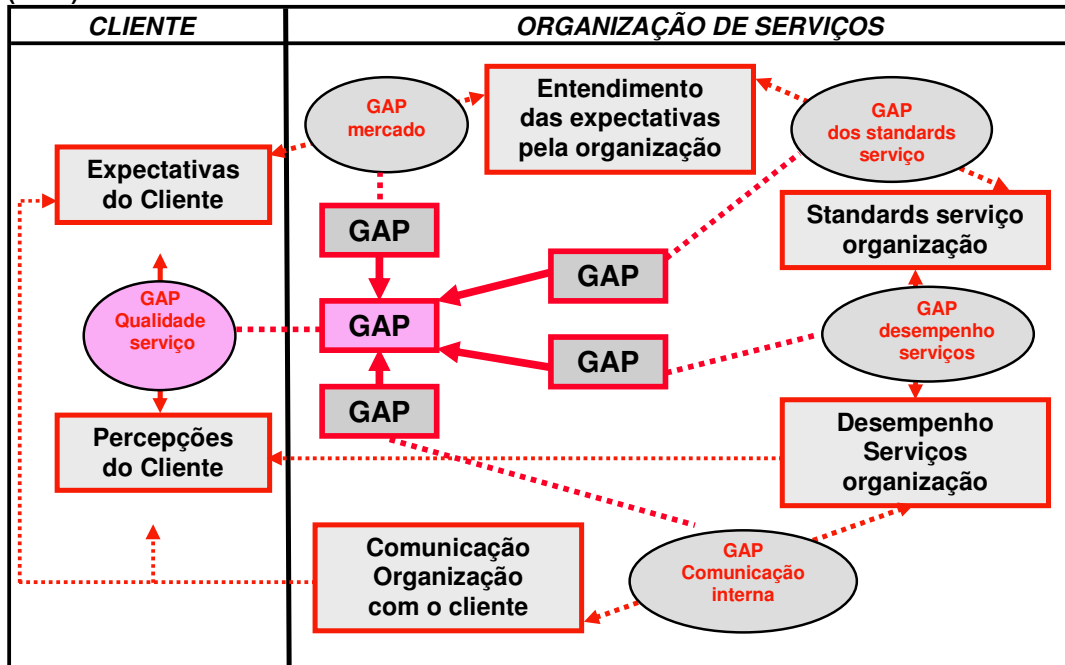 CLIENTE
ORGANIZAÇÃO DE SERVIÇOS
GAP
mercado
Entendimento
das expectativas
pela organização
GAP
dos standards
serviço
Expectativas
do Cliente
GAP
Standards serviço
organização
GAP
GAP
Qualidade
serviço
GAP
GAP
desempenho
serviços
GAP
GAP
Percepções
do Cliente
Desempenho
Serviços
organização
Comunicação
Organização
com o cliente
GAP
Comunicação
interna